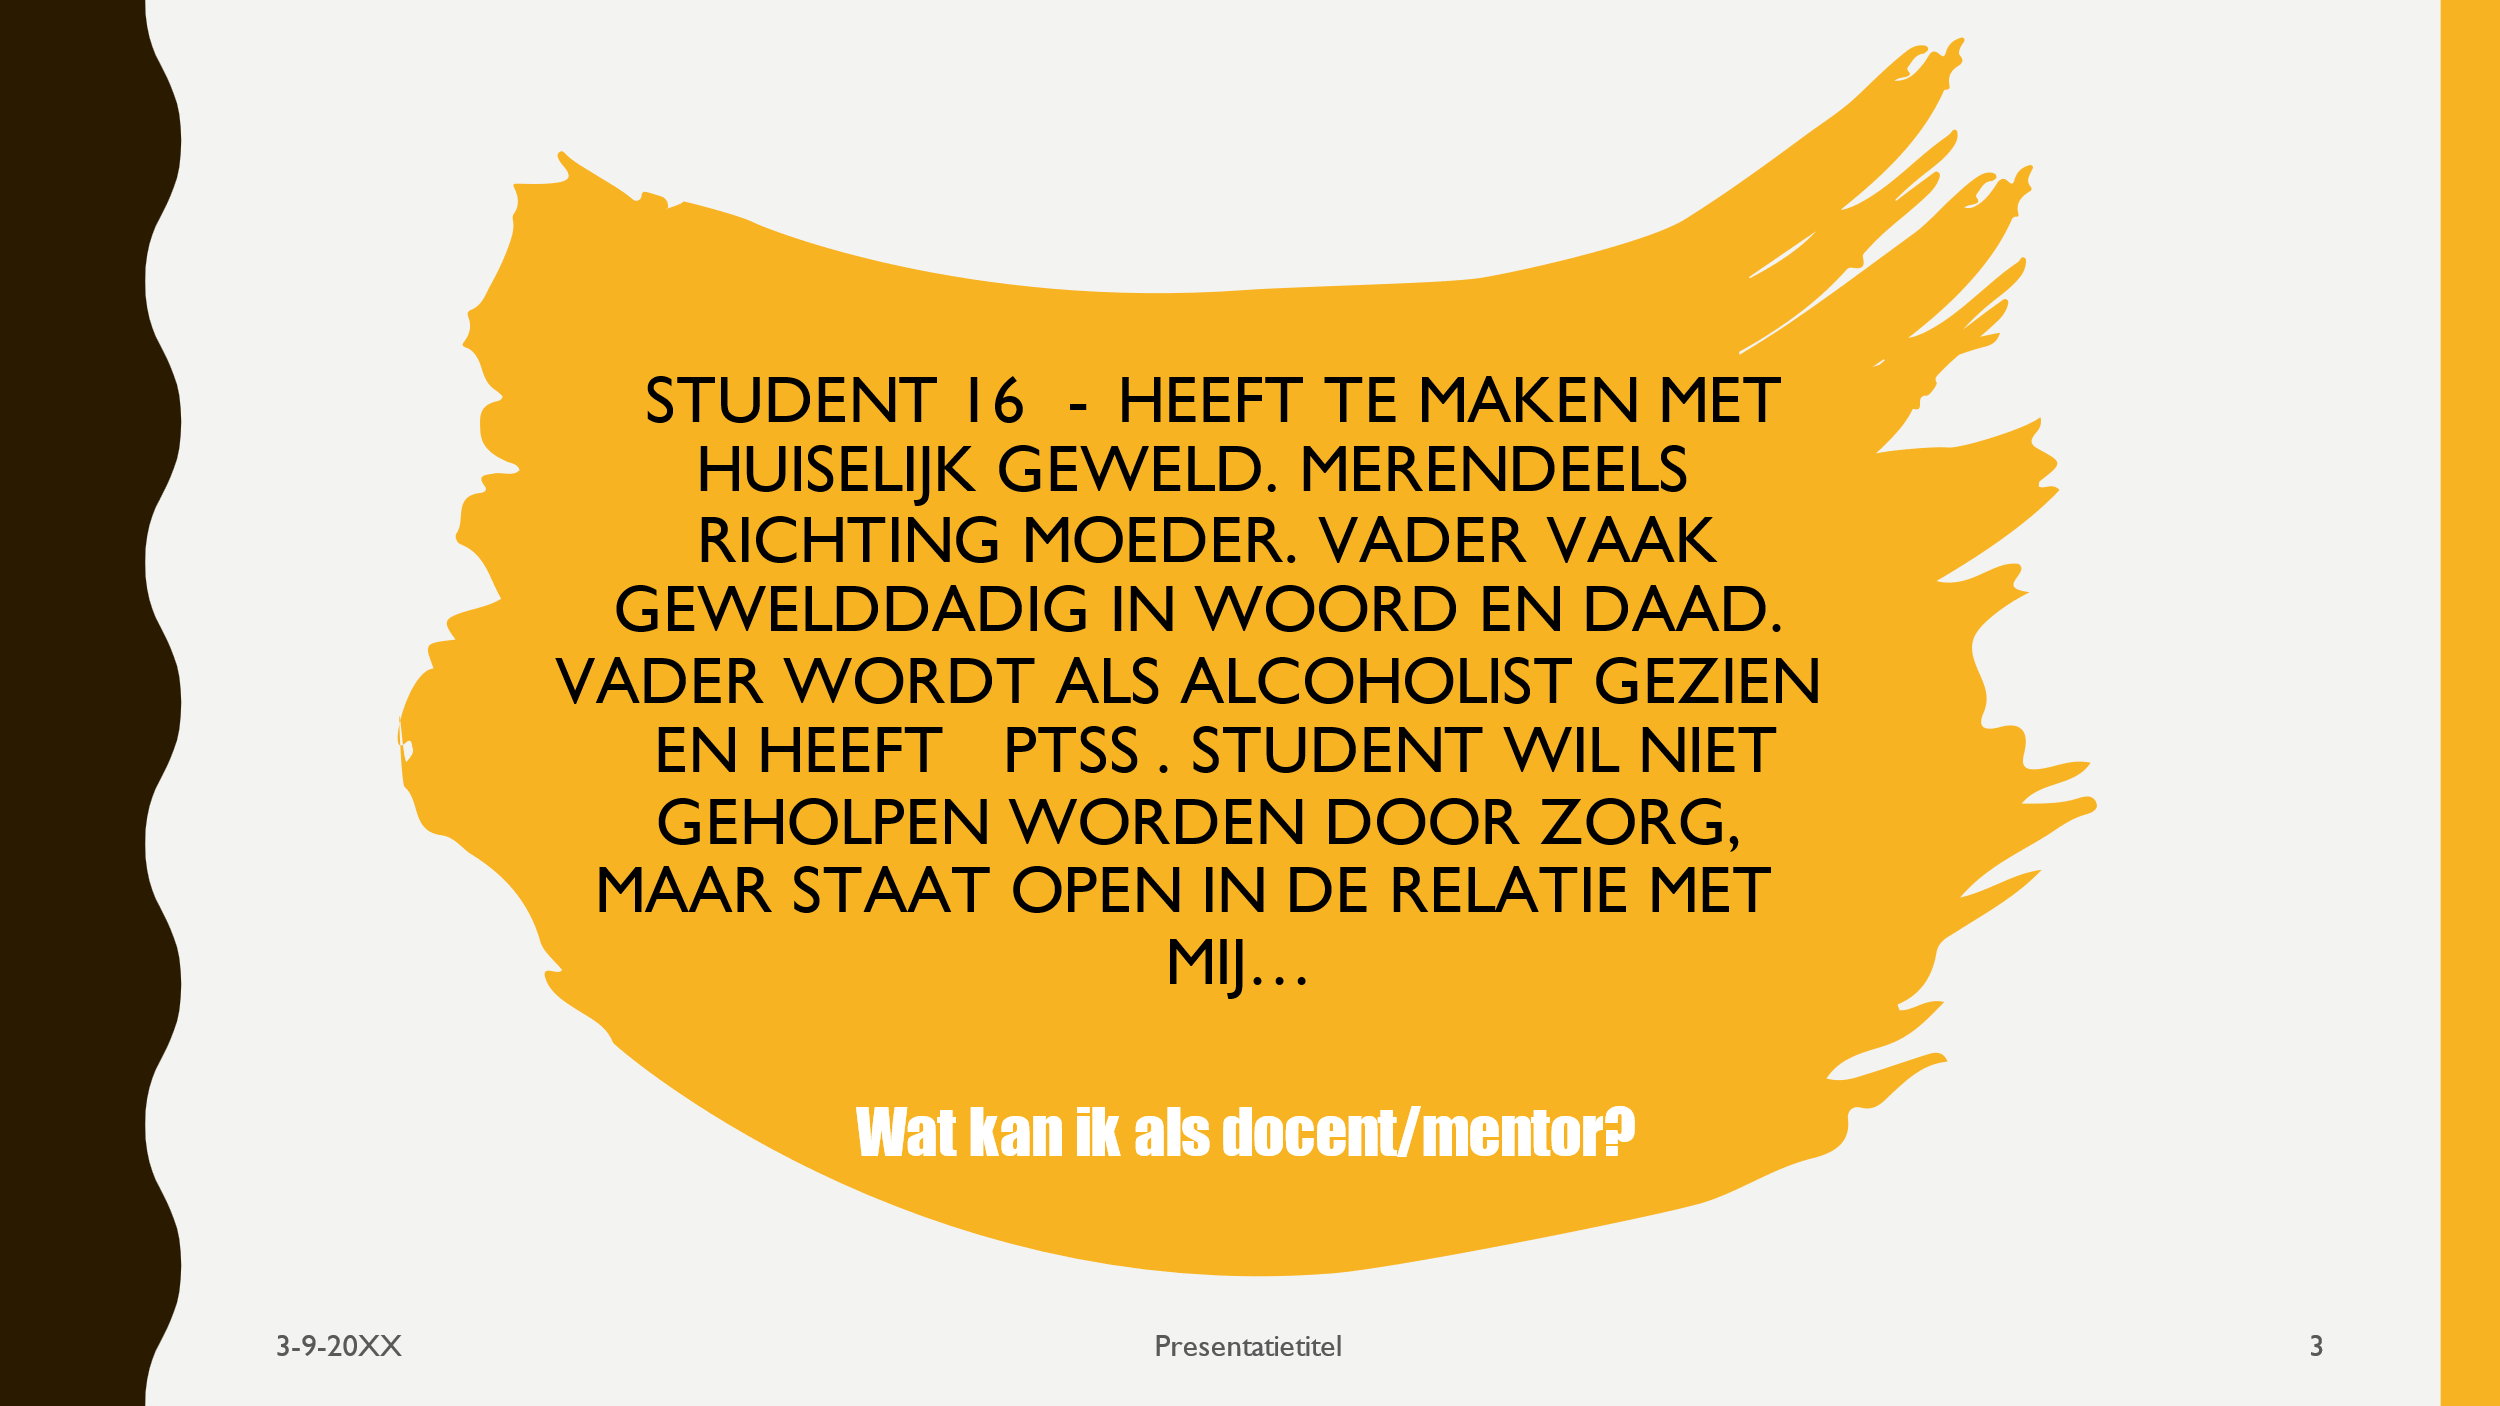 STUDENT 16 - HEEFT TE MAKEN MET
HUISELIJK GEWELD. MERENDEELS
RICHTING MOEDER. VADER VAAK
GEWELDDADIG IN WOORD EN DAAD.
VADER WORDT ALS ALCOHOLIST GEZIEN
EN HEEFT PTSS . STUDENT WIL NIET
GEHOLPEN WORDEN DOOR ZORG,
MAAR STAAT OPEN IN DE RELATIE MET
MIJ...
Wat kan ik als docent/mentor?
3-9-20XX
Presentatietitel
3